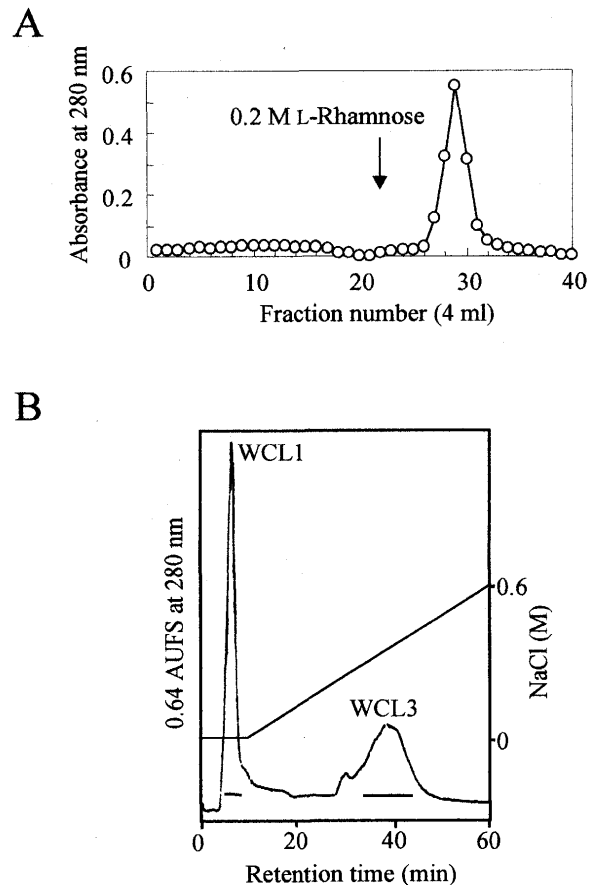 A
Absorbance at 280 nm
0.6
0.4
0.2
0
0.2 M L-Rhamnose
0 10 20 30 40
Fraction number (4 ml)
B
0.64 AUFS at 280 nm
WCL1
WCL3
0.6
0
NaCl (M)
0 20 40 60
Retention time (min)